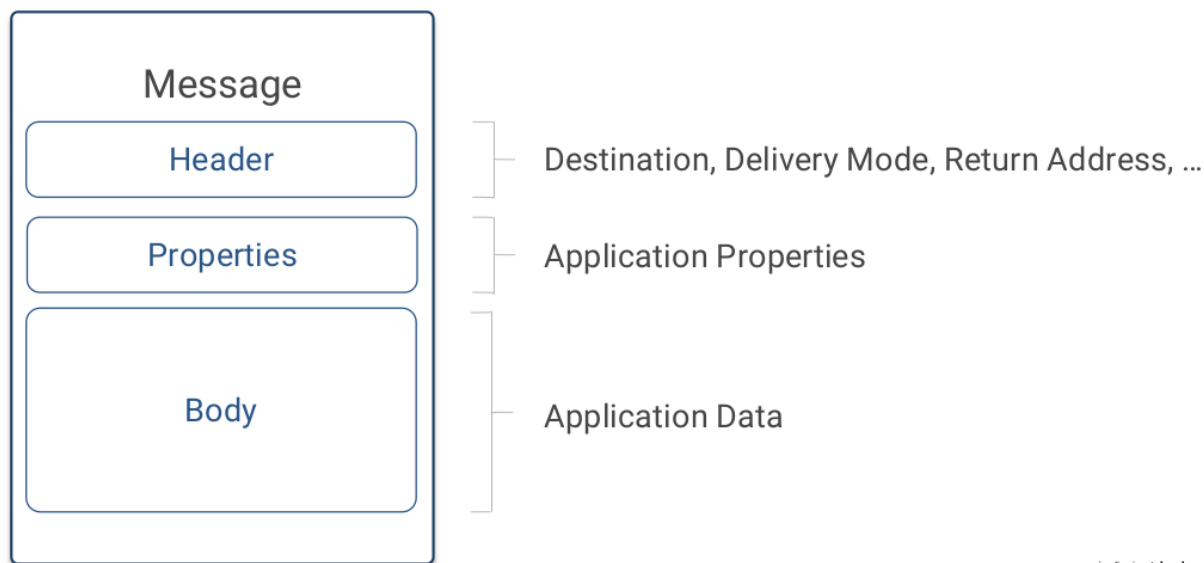 Message
Header
Destination, Delivery Mode, Return Address, ...
Properties
Application Properties
Body
Application Data